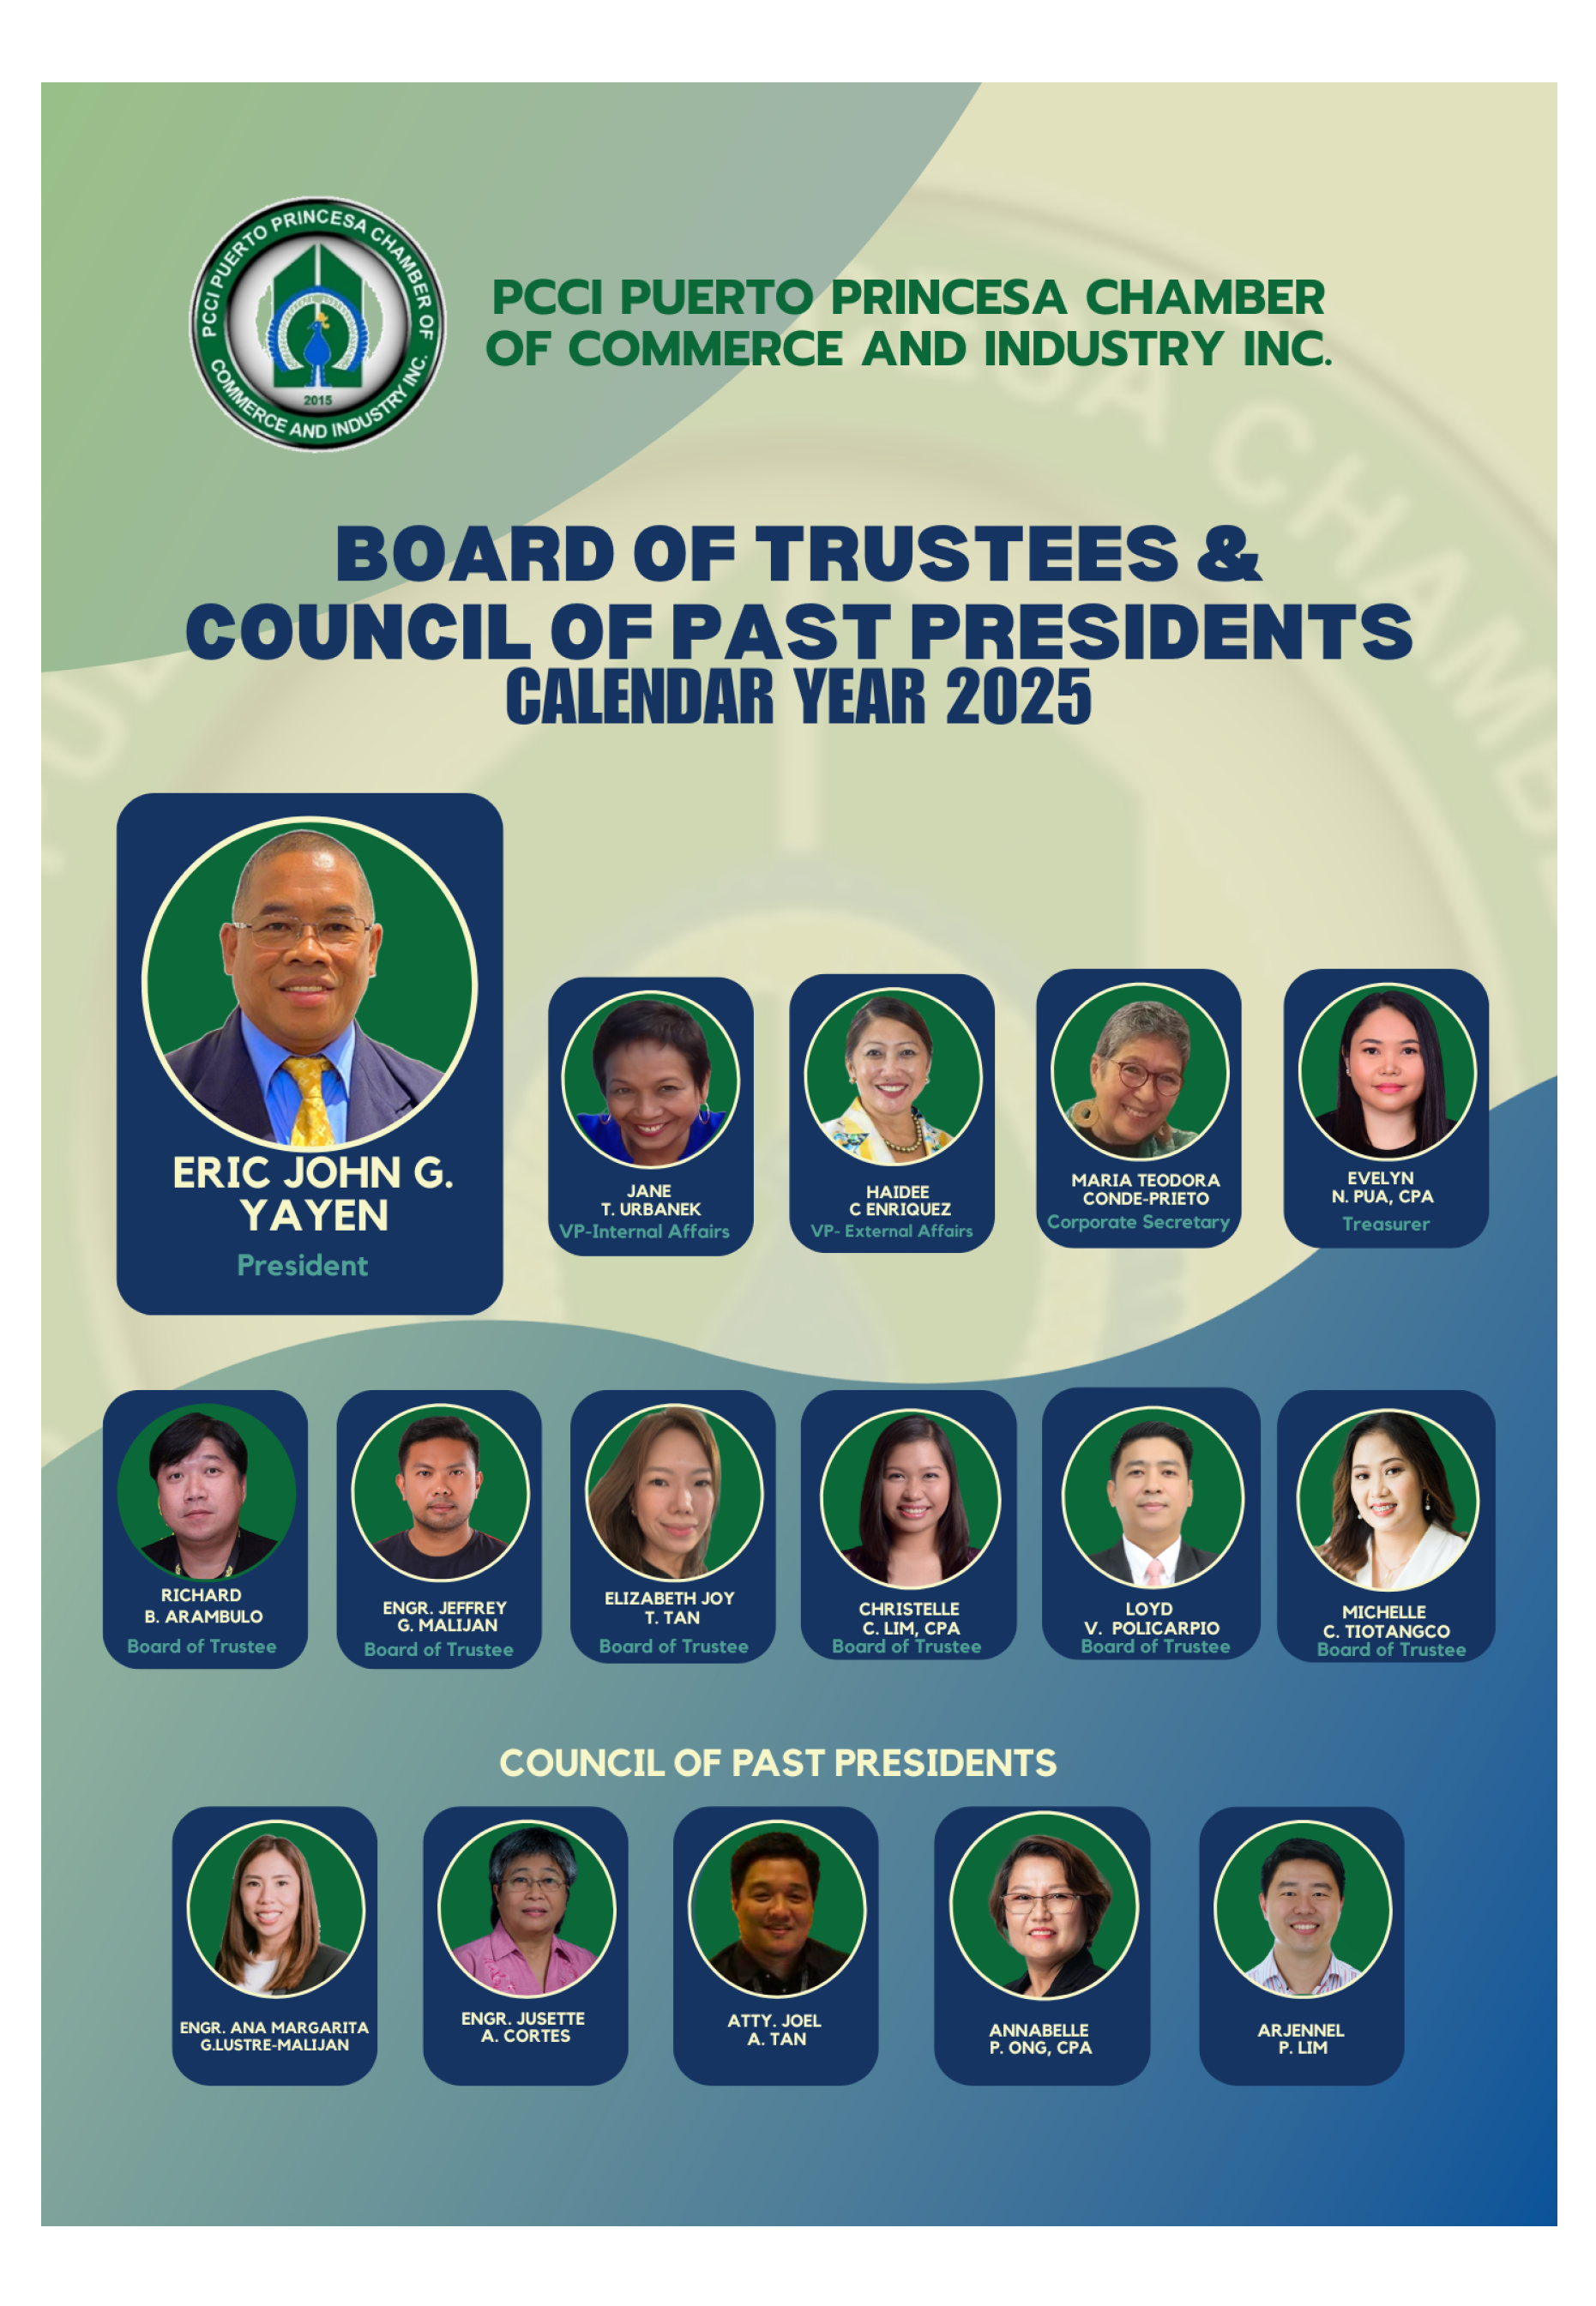 PCCI PUERTO PRINCESA CHAMBER OF
COMMERCE AND INDUSTRY INC.
2015
PCCI PUERTO PRINCESA CHAMBER
OF COMMERCE AND INDUSTRY INC.
BOARD OF TRUSTEES &
COUNCIL OF PAST PRESIDENTS
CALENDAR YEAR 2025
ERIC JOHN G.
YAYEN
President
JANE
T. URBANEK
VP-Internal Affairs
HAIDEE
C ENRIQUEZ
VP- External Affairs
MARIA TEODORA
CONDE-PRIETO
Corporate Secretary
EVELYN
N. PUA, CPA
Treasurer
RICHARD
B. ARAMBULO
Board of Trustee
ENGR. JEFFREY
G. MALIJAN
Board of Trustee
ELIZABETH JOY
T. TAN
Board of Trustee
CHRISTELLE
C. LIM, CPA
Board of Trustee
LOYD
V. POLICARPIO
Board of Trustee
MICHELLE
C. TIOTANGCO
Board of Trustee
COUNCIL OF PAST PRESIDENTS
ENGR. ANA MARGARITA
G.LUSTRE-MALIJAN
ENGR. JUSETTE
A. CORTES
ATTY. JOEL
A. TAN
ANNABELLE
P. ONG, CPA
ARJENNEL
P. LIM